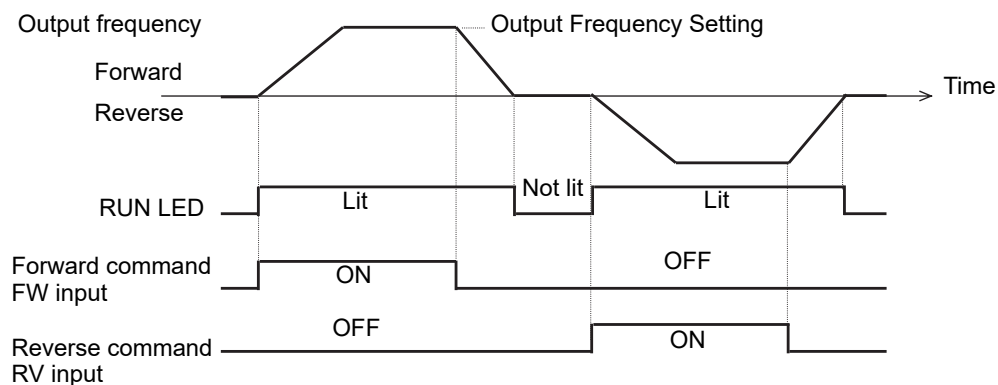 Output frequency
Output Frequency Setting
Forward
Time
Reverse
Not lit
Lit
Lit
RUN LED
Forward command
FW input
ON
OFF
OFF
ON
Reverse command
RV input